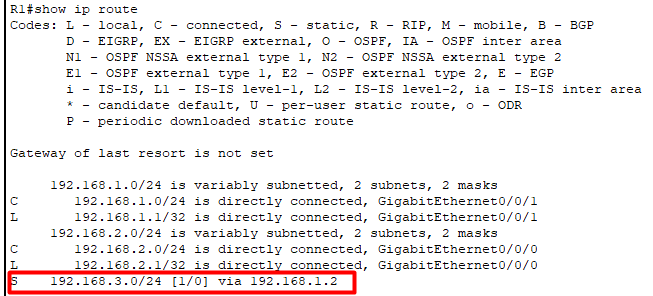 R1#show ip route
Codes: L - local, C - connected, S - static, R - RIP, M - mobile, B - BGP
       D - EIGRP, EX - EIGRP external, O - OSPF, IA - OSPF inter area
       N1 - OSPF NSSA external type 1, N2 - OSPF NSSA external type 2
       E1 - OSPF external type 1, E2 - OSPF external type 2, E - EGP
       i - IS-IS, L1 - IS-IS level-1, L2 - IS-IS level-2, ia - IS-IS inter area
       * - candidate default, U - per-user static route, o - ODR
       P - periodic downloaded static route
Gateway of last resort is not set
     192.168.1.0/24 is variably subnetted, 2 subnets, 2 masks
C       192.168.1.0/24 is directly connected, GigabitEthernet0/0/1
L       192.168.1.1/32 is directly connected, GigabitEthernet0/0/1
     192.168.2.0/24 is variably subnetted, 2 subnets, 2 masks
C       192.168.2.0/24 is directly connected, GigabitEthernet0/0/0
L       192.168.2.1/32 is directly connected, GigabitEthernet0/0/0
S    192.168.3.0/24 [1/0] via 192.168.1.2